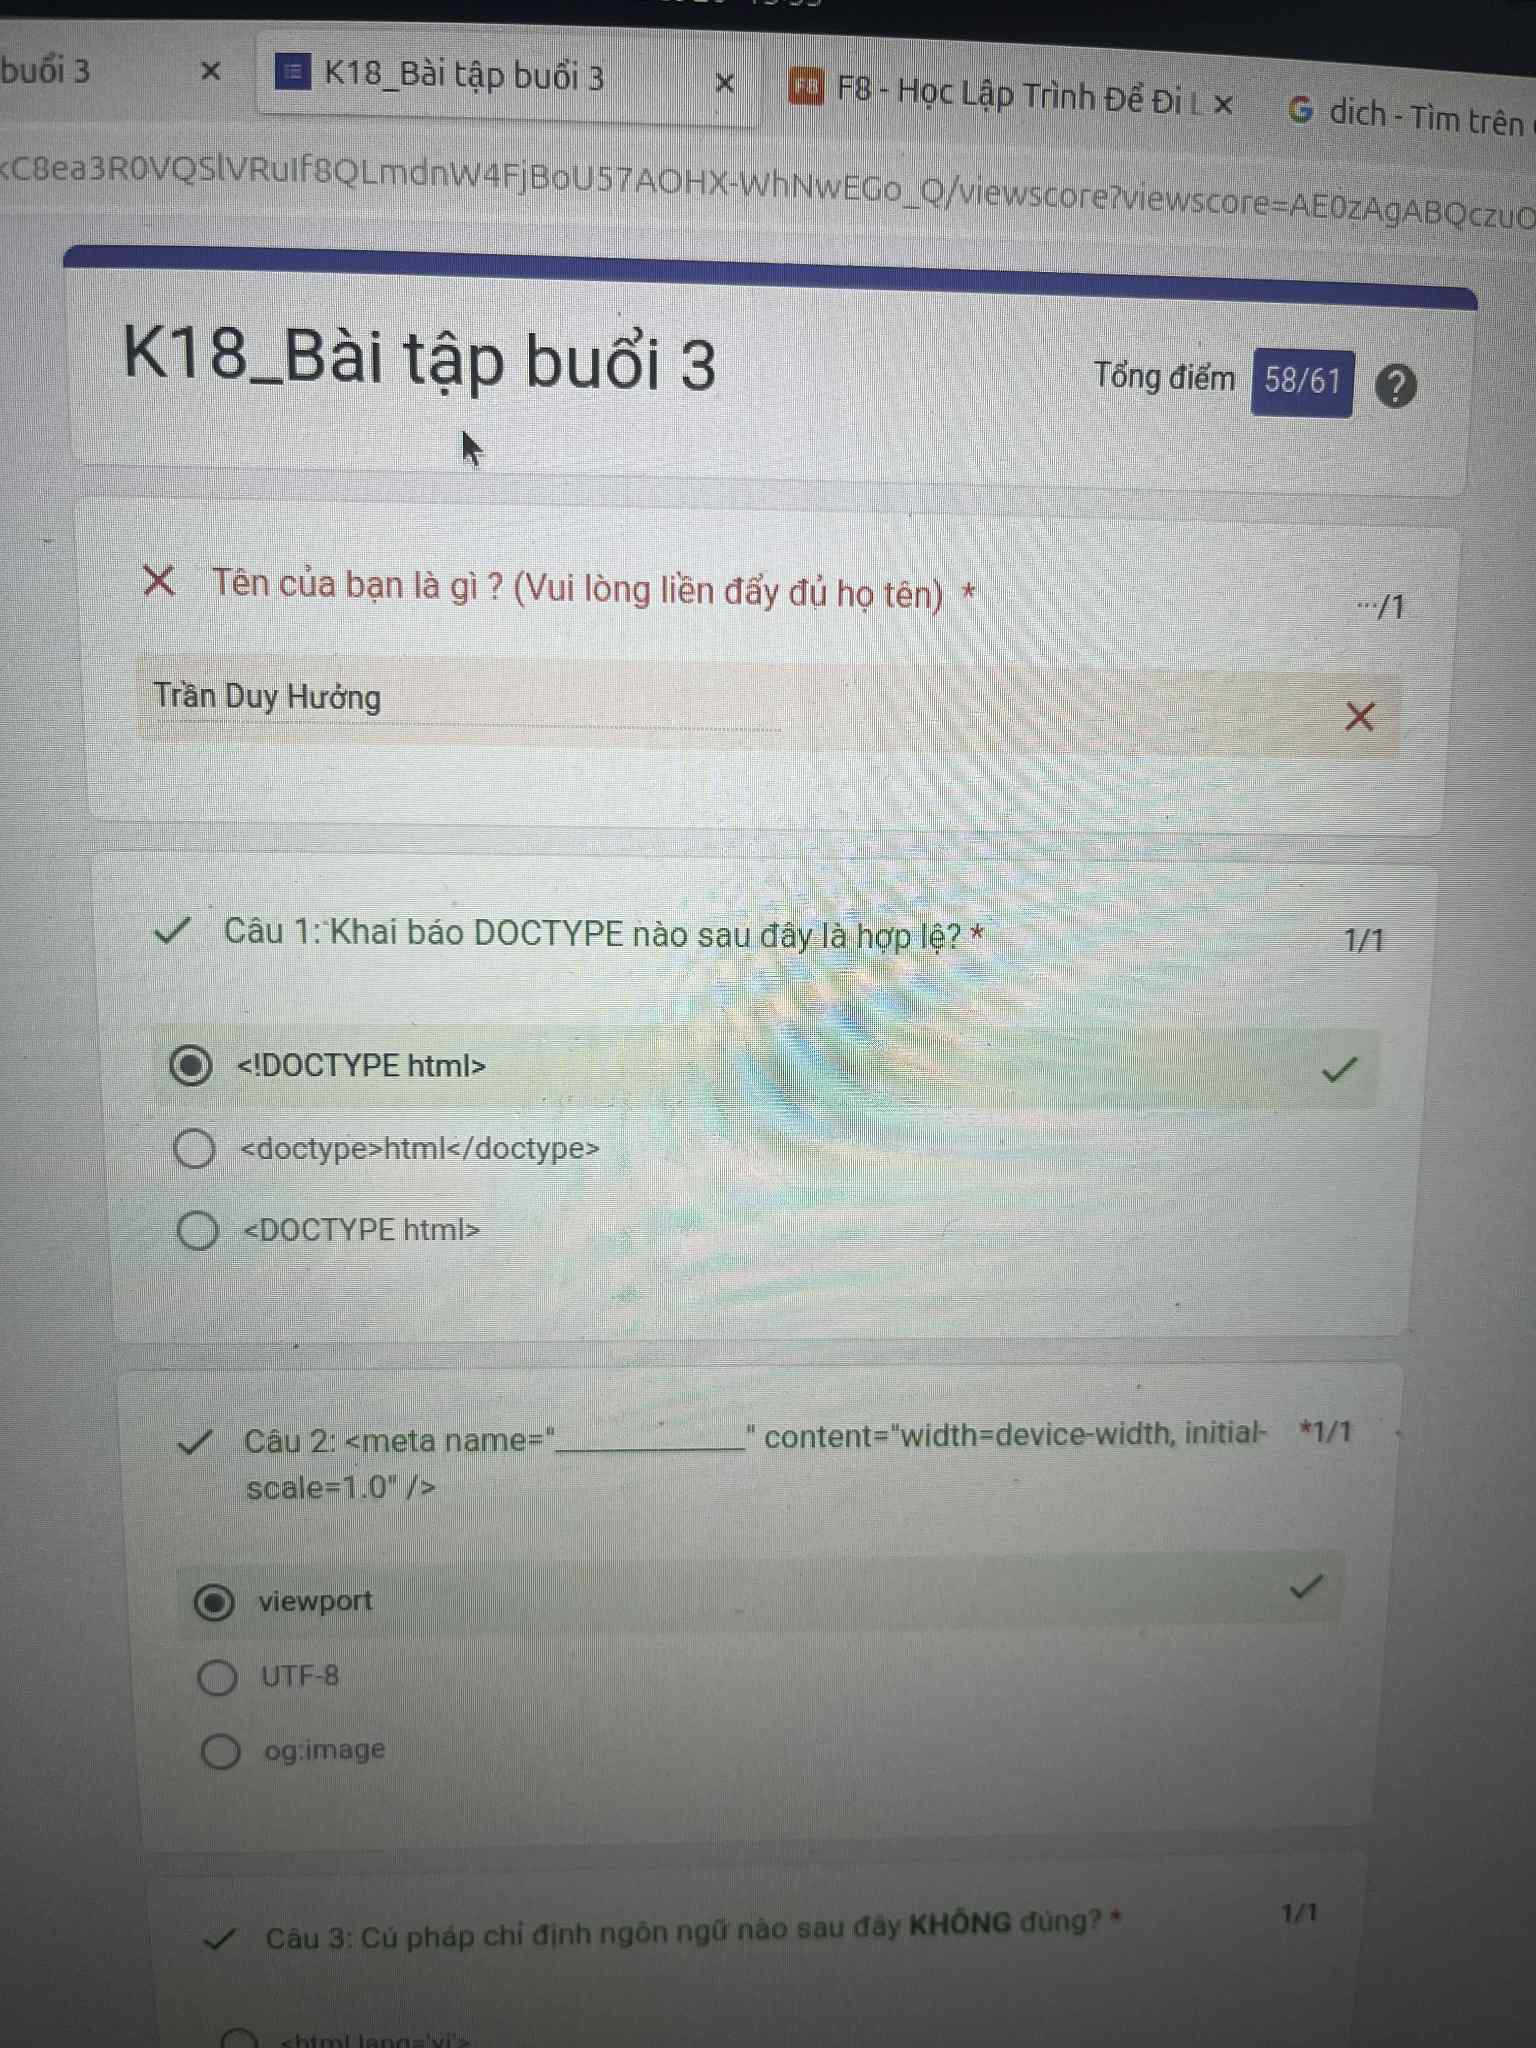 buổi 3
K18_Bài tập buổi 3
F8 - Học Lập Trình Để Đi L
dich - Tìm trên
C8ea3R0VQSlVRuIf8QLmdnW4FjBoU57AOHX-WhNwEGo_Q/viewscore?viewscore=AE0zAgABQczuO
K18_Bài tập buổi 3
Tổng điểm 58/61
Tên của bạn là gì ? (Vui lòng liền đẩy đủ họ tên) *
···/1
Trần Duy Hưởng
Câu 1: Khai báo DOCTYPE nào sau đây là hợp lệ? *
1/1
<!DOCTYPE html>
<doctype>html</doctype>
<DOCTYPE html>
Câu 2: <meta name="____________" content="width=device-width, initial- *1/1
scale=1.0" />
viewport
UTF-8
og:image
Câu 3: Cú pháp chỉ định ngôn ngữ nào sau đây KHÔNG đúng? *
1/1
<html lang='vi'>